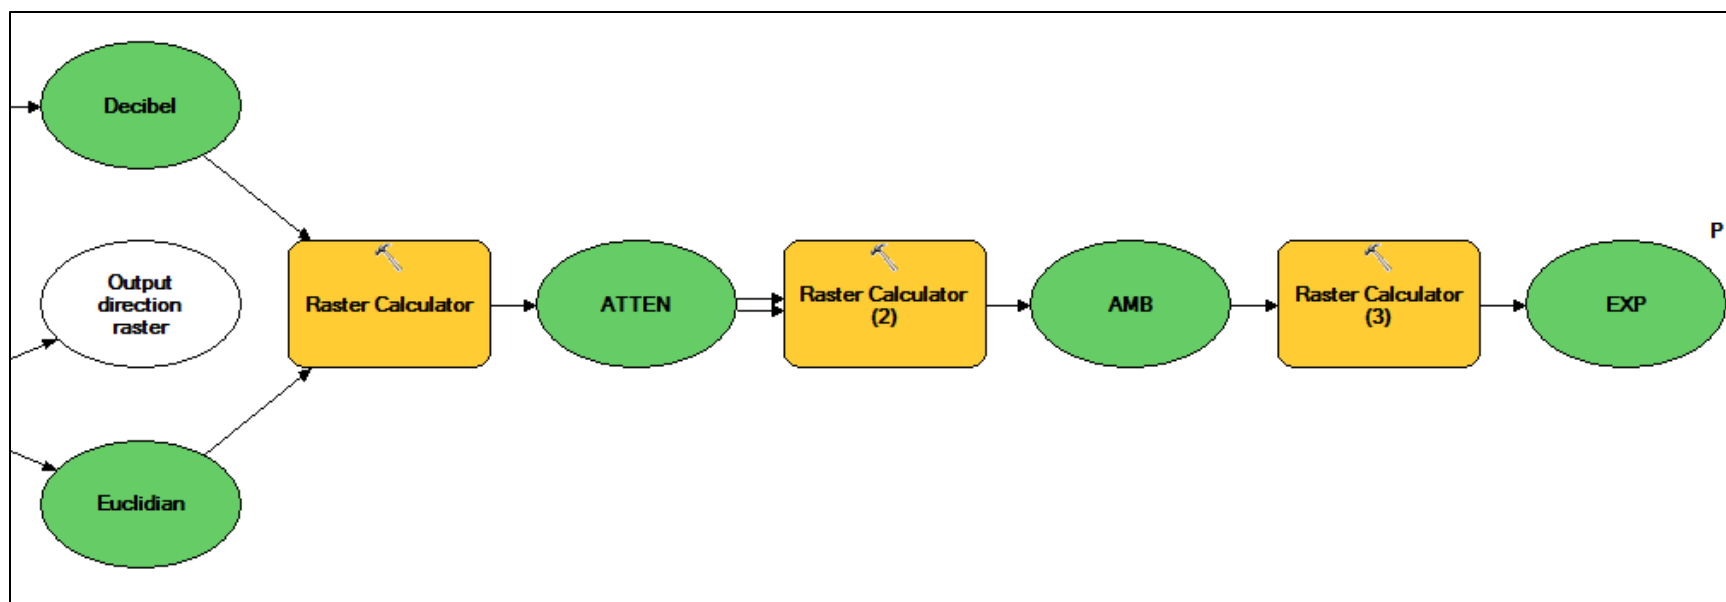 Decibel
Output
direction
raster
Euclidian
Raster Calculator
ATTEN
Raster Calculator
(2)
AMB
Raster Calculator
(3)
EXP
P